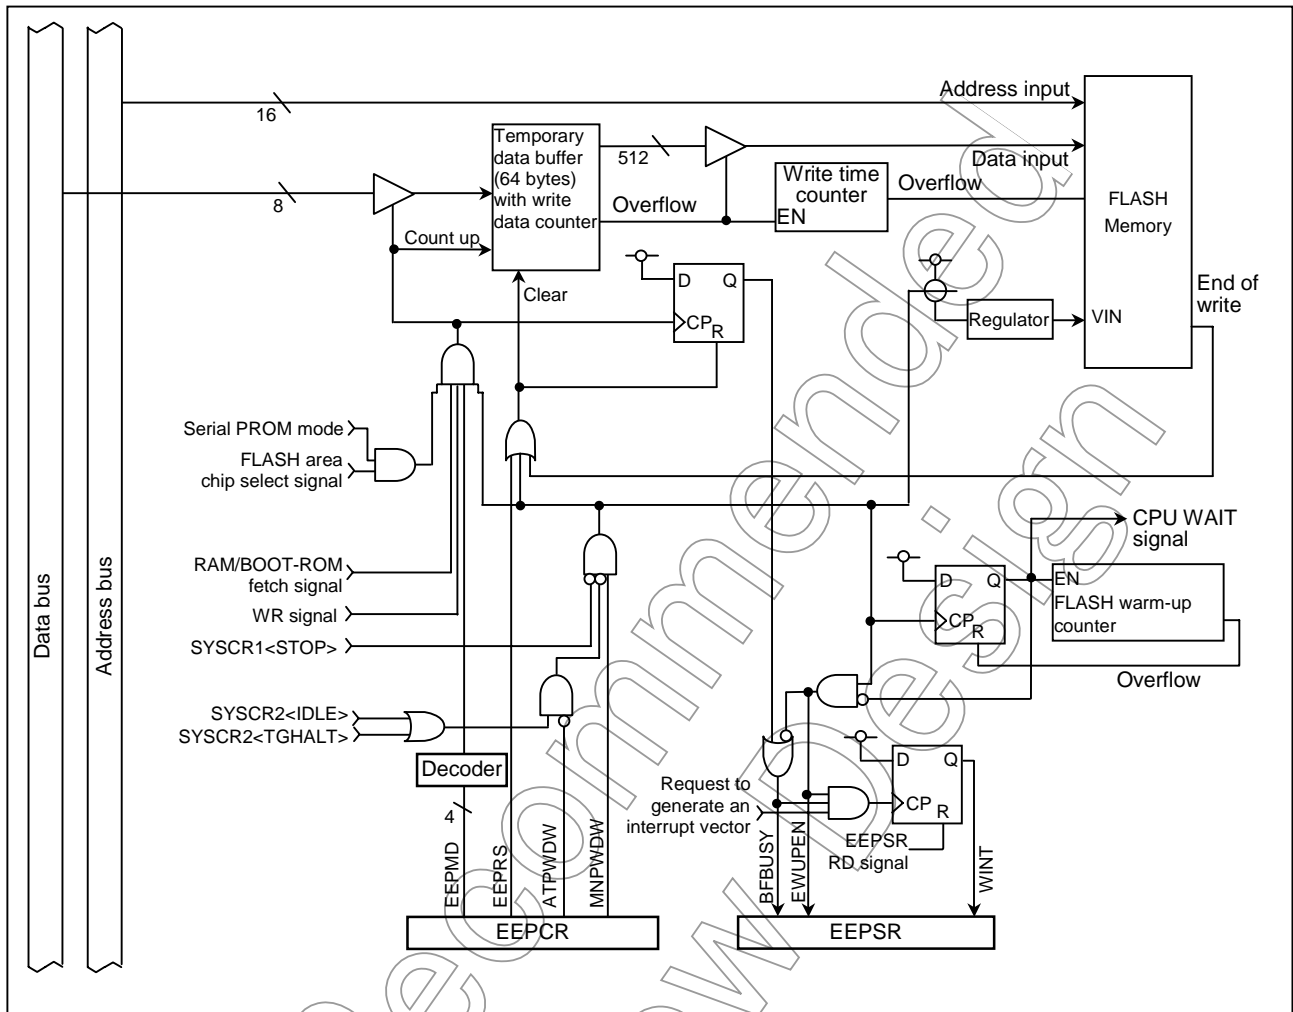 Address input
16
Temporary
data buffer
(64 bytes)
with write
data counter
512
Data input
Write time
counter
EN
Overflow
FLASH
Memory
8
Overflow
Count up
Clear
D
Q
CP
R
Regulator
VIN
End of
write
Serial PROM mode
FLASH area
chip select signal
CPU WAIT
signal
RAM/BOOT-ROM
fetch signal
WR signal
SYSCR1<STOP>
D
Q
CP
R
EN
FLASH warm-up
counter
Overflow
Data bus
Address bus
SYSCR2<IDLE>
SYSCR2<TGHALT>
Decoder
4
Request to
generate an
interrupt vector
D
Q
CP
R
EEPSR
RD signal
EEPMD
EEPRS
ATPWDW
MNPWDW
BFBUSY
EWUPEN
WINT
EEPCR
EEPSR
ecommended
w Design